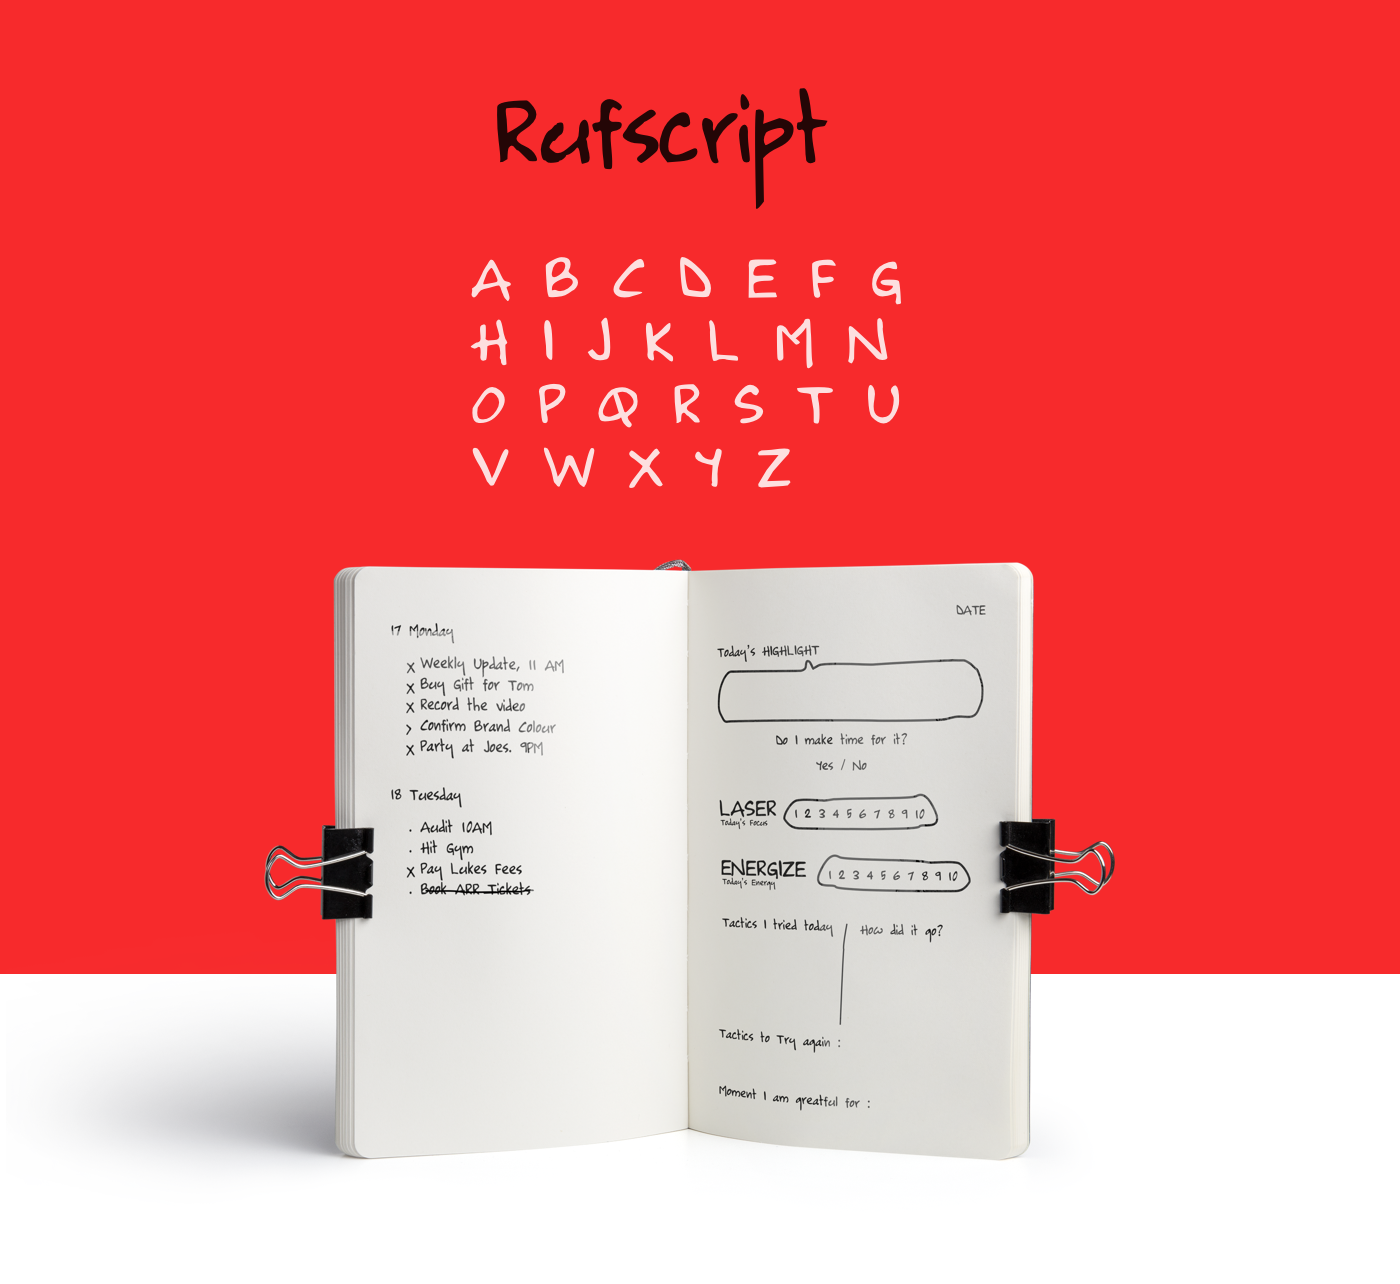 Rufscript
A B C D E F G
H I J K L M N
O P Q R S T U
V W X Y Z
17 Monday
x Weekly Update, 11 AM
x Buy Gift for Tom
x Record the video
> Confirm Brand Colour
x Party at Joes. 9PM
18 Tuesday
. Audit 10AM
. Hit Gym
x Pay Lukes Fees
. Book ARR Tickets
DATE
Today's HIGHLIGHT
Do I make time for it?
Yes / No
LASER 1 2 3 4 5 6 7 8 9 10
Today's Focus
ENERGIZE 1 2 3 4 5 6 7 8 9 10
Today's Energy
Tactics I tried today How did it go?
Tactics to Try again :
Moment I am greatful for :